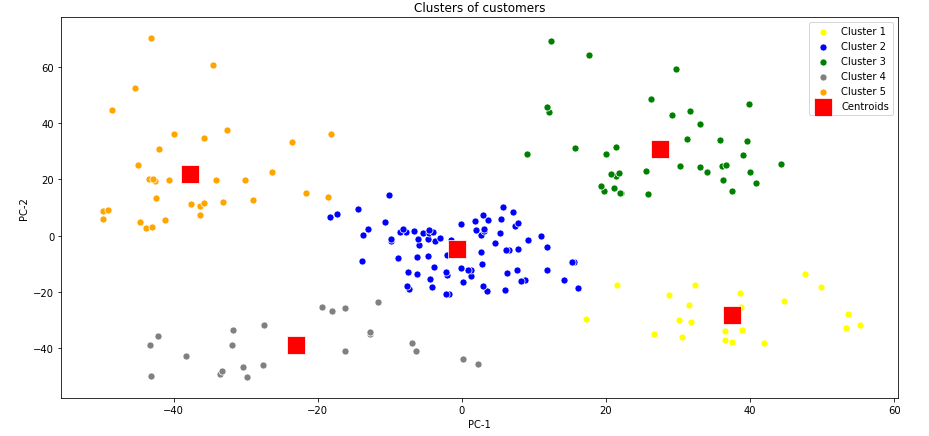 Clusters of customers
Cluster 1
Cluster 2
Cluster 3
Cluster 4
Cluster 5
Centroids
60
40
20
0
−20
−40
PC-2
−40
−20
0
20
40
60
PC-1